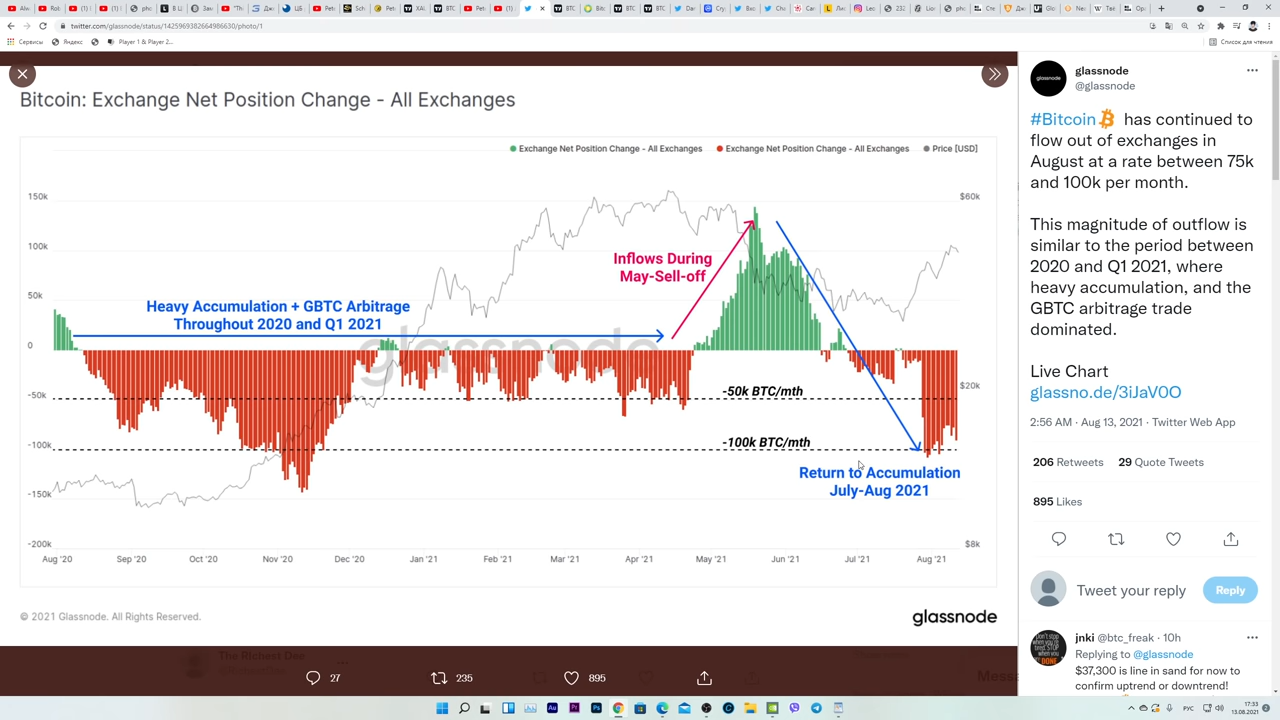 twitter.com/glassnode/status/1425969382664986630/photo/1
Сервисы
Яндекс
Player 1 & Player 2...
Список для чтения
Bitcoin: Exchange Net Position Change - All Exchanges
Exchange Net Position Change - All Exchanges
Exchange Net Position Change - All Exchanges
Price [USD]
150k
100k
50k
0
-50k
-100k
-150k
-200k
$60k
$20k
$8k
Heavy Accumulation + GBTC Arbitrage
Throughout 2020 and Q1 2021
Inflows During
May-Sell-off
glassnode
-50k BTC/mth
-100k BTC/mth
Return to Accumulation
July-Aug 2021
Aug '20
Sep '20
Oct '20
Nov '20
Dec '20
Jan '21
Feb '21
Mar '21
Apr '21
May '21
Jun '21
Jul '21
Aug '21
© 2021 Glassnode. All Rights Reserved.
glassnode
27
235
895
glassnode
glassnode
@glassnode
#Bitcoin has continued to
flow out of exchanges in
August at a rate between 75k
and 100k per month.
This magnitude of outflow is
similar to the period between
2020 and Q1 2021, where
heavy accumulation, and the
GBTC arbitrage trade
dominated.
Live Chart
glassno.de/3iJaV0O
2:56 AM · Aug 13, 2021 · Twitter Web App
206 Retweets 29 Quote Tweets
895 Likes
Tweet your reply
Reply
jnki @btc_freak · 10h
Replying to @glassnode
$37,300 is line in sand for now to
confirm uptrend or downtrend!
РУС
17:33
13.08.2021